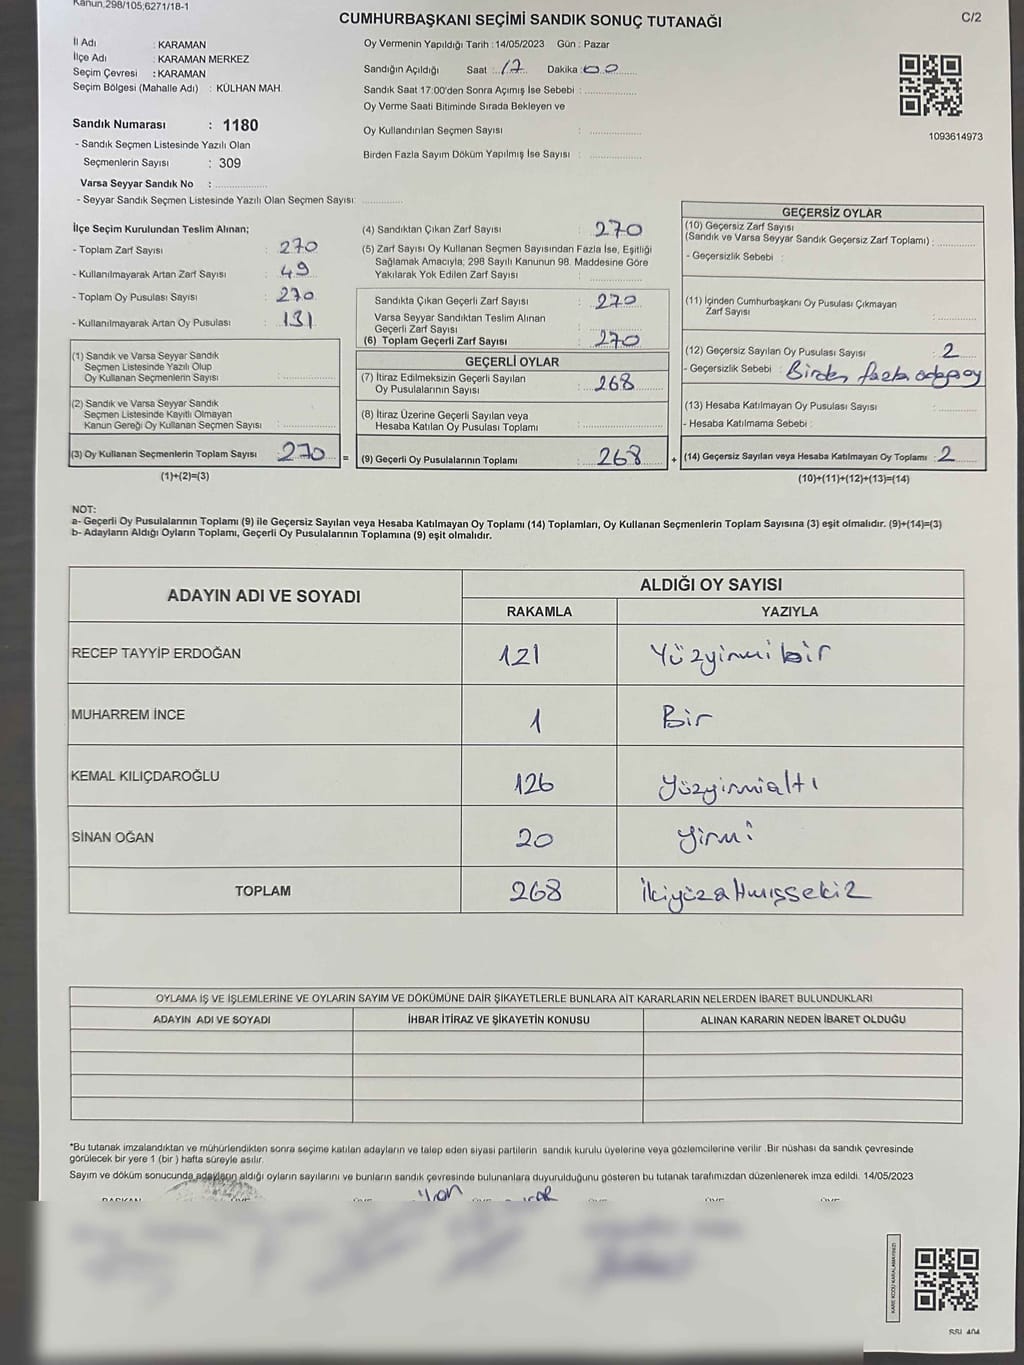 Kanun,298/105;6271/18-1
CUMHURBAŞKANI SEÇİMİ SANDIK SONUÇ TUTANAĞI
C/2
İl Adı : KARAMAN
İlçe Adı : KARAMAN MERKEZ
Seçim Çevresi : KARAMAN
Seçim Bölgesi (Mahalle Adı) : KÜLHAN MAH.
Oy Vermenin Yapıldığı Tarih : 14/05/2023 Gün : Pazar
Sandığın Açıldığı Saat : 17 Dakika : 00
Sandık Saat 17:00'den Sonra Açımış İse Sebebi :
Oy Verme Saati Bitiminde Sırada Bekleyen ve
Oy Kullandırılan Seçmen Sayısı :
Birden Fazla Sayım Döküm Yapılmış İse Sayısı :
1093614973
Sandık Numarası : 1180
- Sandık Seçmen Listesinde Yazılı Olan
Seçmenlerin Sayısı : 309
Varsa Seyyar Sandık No :
- Seyyar Sandık Seçmen Listesinde Yazılı Olan Seçmen Sayısı:
İlçe Seçim Kurulundan Teslim Alınan;
- Toplam Zarf Sayısı : 270
- Kullanılmayarak Artan Zarf Sayısı : 49
- Toplam Oy Pusulası Sayısı : 270
- Kullanılmayarak Artan Oy Pusulası : 131
(1) Sandık ve Varsa Seyyar Sandık
Seçmen Listesinde Yazılı Olup
Oy Kullanan Seçmenlerin Sayısı :
(2) Sandık ve Varsa Seyyar Sandık
Seçmen Listesinde Kayıtlı Olmayan
Kanun Gereği Oy Kullanan Seçmen Sayısı :
(3) Oy Kullanan Seçmenlerin Toplam Sayısı : 270 =
(1)+(2)=(3)
(4) Sandıktan Çıkan Zarf Sayısı : 270
(5) Zarf Sayısı Oy Kullanan Seçmen Sayısından Fazla İse, Eşitliği
Sağlamak Amacıyla, 298 Sayılı Kanunun 98. Maddesine Göre
Yakılarak Yok Edilen Zarf Sayısı :
Sandıkta Çıkan Geçerli Zarf Sayısı : 270
Varsa Seyyar Sandıktan Teslim Alınan
Geçerli Zarf Sayısı :
(6) Toplam Geçerli Zarf Sayısı : 270
GEÇERLİ OYLAR
(7) İtiraz Edilmeksizin Geçerli Sayılan
Oy Pusulalarının Sayısı : 268
(8) İtiraz Üzerine Geçerli Sayılan veya
Hesaba Katılan Oy Pusulası Toplamı :
(9) Geçerli Oy Pusulalarının Toplamı : 268 +
GEÇERSİZ OYLAR
(10) Geçersiz Zarf Sayısı
(Sandık ve Varsa Seyyar Sandık Geçersiz Zarf Toplamı) :
- Geçersizlik Sebebi :
(11) İçinden Cumhurbaşkanı Oy Pusulası Çıkmayan
Zarf Sayısı :
(12) Geçersiz Sayılan Oy Pusulası Sayısı : 2
- Geçersizlik Sebebi : Birden fazla adaya oy
(13) Hesaba Katılmayan Oy Pusulası Sayısı :
- Hesaba Katılmama Sebebi :
(14) Geçersiz Sayılan veya Hesaba Katılmayan Oy Toplamı : 2
(10)+(11)+(12)+(13)=(14)
NOT:
a- Geçerli Oy Pusulalarının Toplamı (9) ile Geçersiz Sayılan veya Hesaba Katılmayan Oy Toplamı (14) Toplamları, Oy Kullanan Seçmenlerin Toplam Sayısına (3) eşit olmalıdır. (9)+(14)=(3)
b- Adayların Aldığı Oyların Toplamı, Geçerli Oy Pusulalarının Toplamına (9) eşit olmalıdır.
ADAYIN ADI VE SOYADI
ALDIĞI OY SAYISI
RAKAMLA YAZIYLA
RECEP TAYYİP ERDOĞAN 121 Yüzyirmibir
MUHARREM İNCE 1 Bir
KEMAL KILIÇDAROĞLU 126 yüzyirmialtı
SİNAN OĞAN 20 yirmi
TOPLAM 268 ikiyüzaltmışsekiz
OYLAMA İŞ VE İŞLEMLERİNE VE OYLARIN SAYIM VE DÖKÜMÜNE DAİR ŞİKAYETLERLE BUNLARA AİT KARARLARIN NELERDEN İBARET BULUNDUKLARI
ADAYIN ADI VE SOYADI İHBAR İTİRAZ VE ŞİKAYETİN KONUSU ALINAN KARARIN NEDEN İBARET OLDUĞU
*Bu tutanak imzalandıktan ve mühürlendikten sonra seçime katılan adayların ve talep eden siyasi partilerin sandık kurulu üyelerine veya gözlemcilerine verilir. Bir nüshası da sandık çevresinde
görülecek bir yere 1 (bir ) hafta süreyle asılır.
Sayım ve döküm sonucunda adayların aldığı oyların sayılarını ve bunların sandık çevresinde bulunanlara duyurulduğunu gösteren bu tutanak tarafımızdan düzenlenerek imza edildi. 14/05/2023